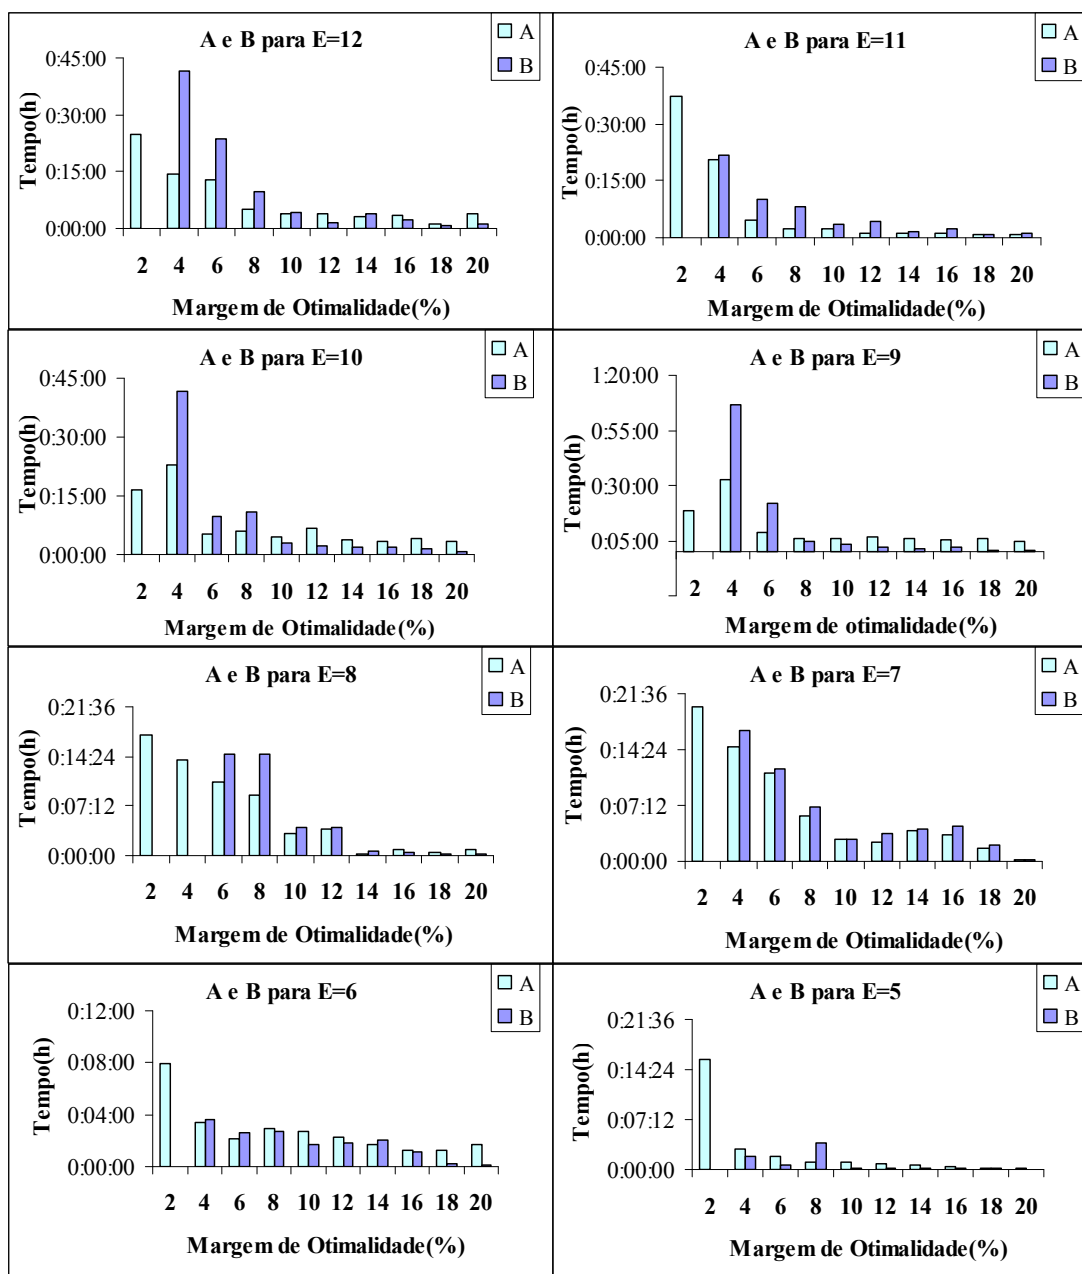 A e B para E=12
A
B
0:45:00
0:30:00
0:15:00
0:00:00
Tempo(h)
2 4 6 8 10 12 14 16 18 20
Margem de Otimalidade(%)
A e B para E=11
A
B
0:45:00
0:30:00
0:15:00
0:00:00
Tempo(h)
2 4 6 8 10 12 14 16 18 20
Margem de Otimalidade(%)
A e B para E=10
A
B
0:45:00
0:30:00
0:15:00
0:00:00
Tempo(h)
2 4 6 8 10 12 14 16 18 20
Margem de Otimalidade(%)
A e B para E=9
A
B
1:20:00
0:55:00
0:30:00
0:05:00
Tempo(h)
2 4 6 8 10 12 14 16 18 20
Margem de otimalidade(%)
A e B para E=8
A
B
0:21:36
0:14:24
0:07:12
0:00:00
Tempo(h)
2 4 6 8 10 12 14 16 18 20
Margem de Otimalidade(%)
A e B para E=7
A
B
0:21:36
0:14:24
0:07:12
0:00:00
Tempo(h)
2 4 6 8 10 12 14 16 18 20
Margem de Otimalidade(%)
A e B para E=6
A
B
0:12:00
0:08:00
0:04:00
0:00:00
Tempo(h)
2 4 6 8 10 12 14 16 18 20
Margem de Otimalidade(%)
A e B para E=5
A
B
0:21:36
0:14:24
0:07:12
0:00:00
Tempo(h)
2 4 6 8 10 12 14 16 18 20
Margem de Otimalidade(%)